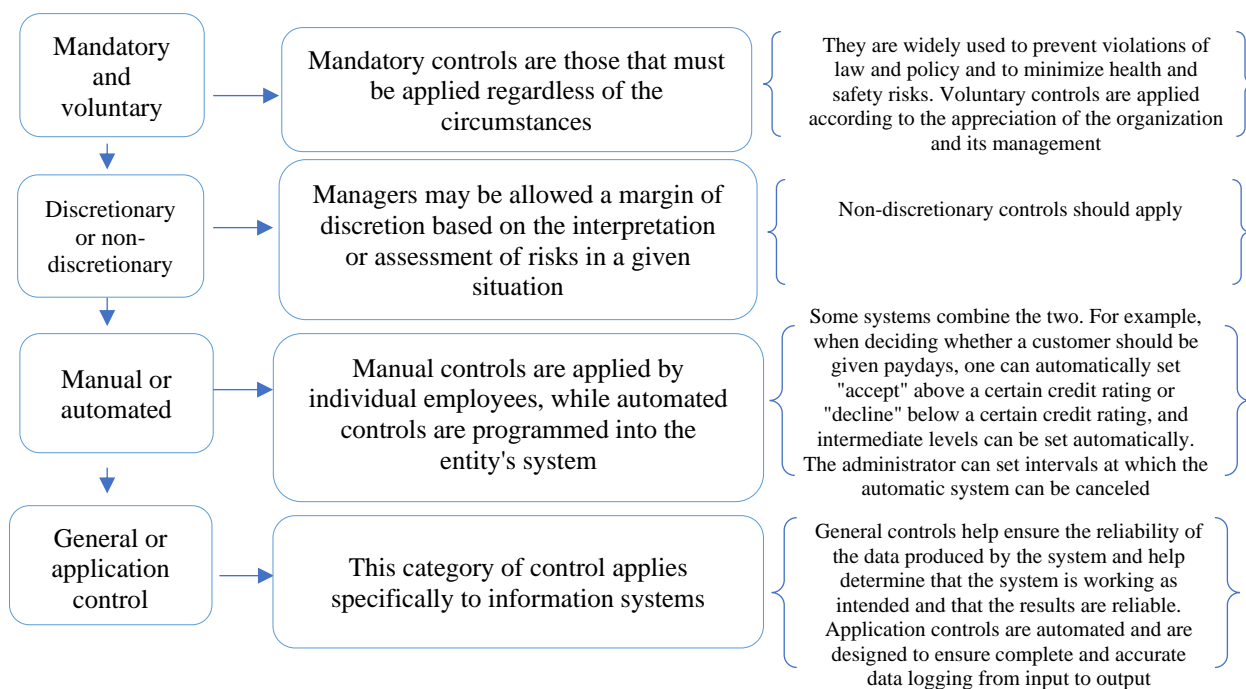 Mandatory
and
voluntary
Mandatory controls are those that must
be applied regardless of the
circumstances
They are widely used to prevent violations of
law and policy and to minimize health and
safety risks. Voluntary controls are applied
according to the appreciation of the organization
and its management
Discretionary
or non-
discretionary
Managers may be allowed a margin of
discretion based on the interpretation
or assessment of risks in a given
situation
Non-discretionary controls should apply
Manual or
automated
Manual controls are applied by
individual employees, while automated
controls are programmed into the
entity's system
Some systems combine the two. For example,
when deciding whether a customer should be
given paydays, one can automatically set
"accept" above a certain credit rating or
"decline" below a certain credit rating, and
intermediate levels can be set automatically.
The administrator can set intervals at which the
automatic system can be canceled
General or
application
control
This category of control applies
specifically to information systems
General controls help ensure the reliability of
the data produced by the system and help
determine that the system is working as
intended and that the results are reliable.
Application controls are automated and are
designed to ensure complete and accurate
data logging from input to output